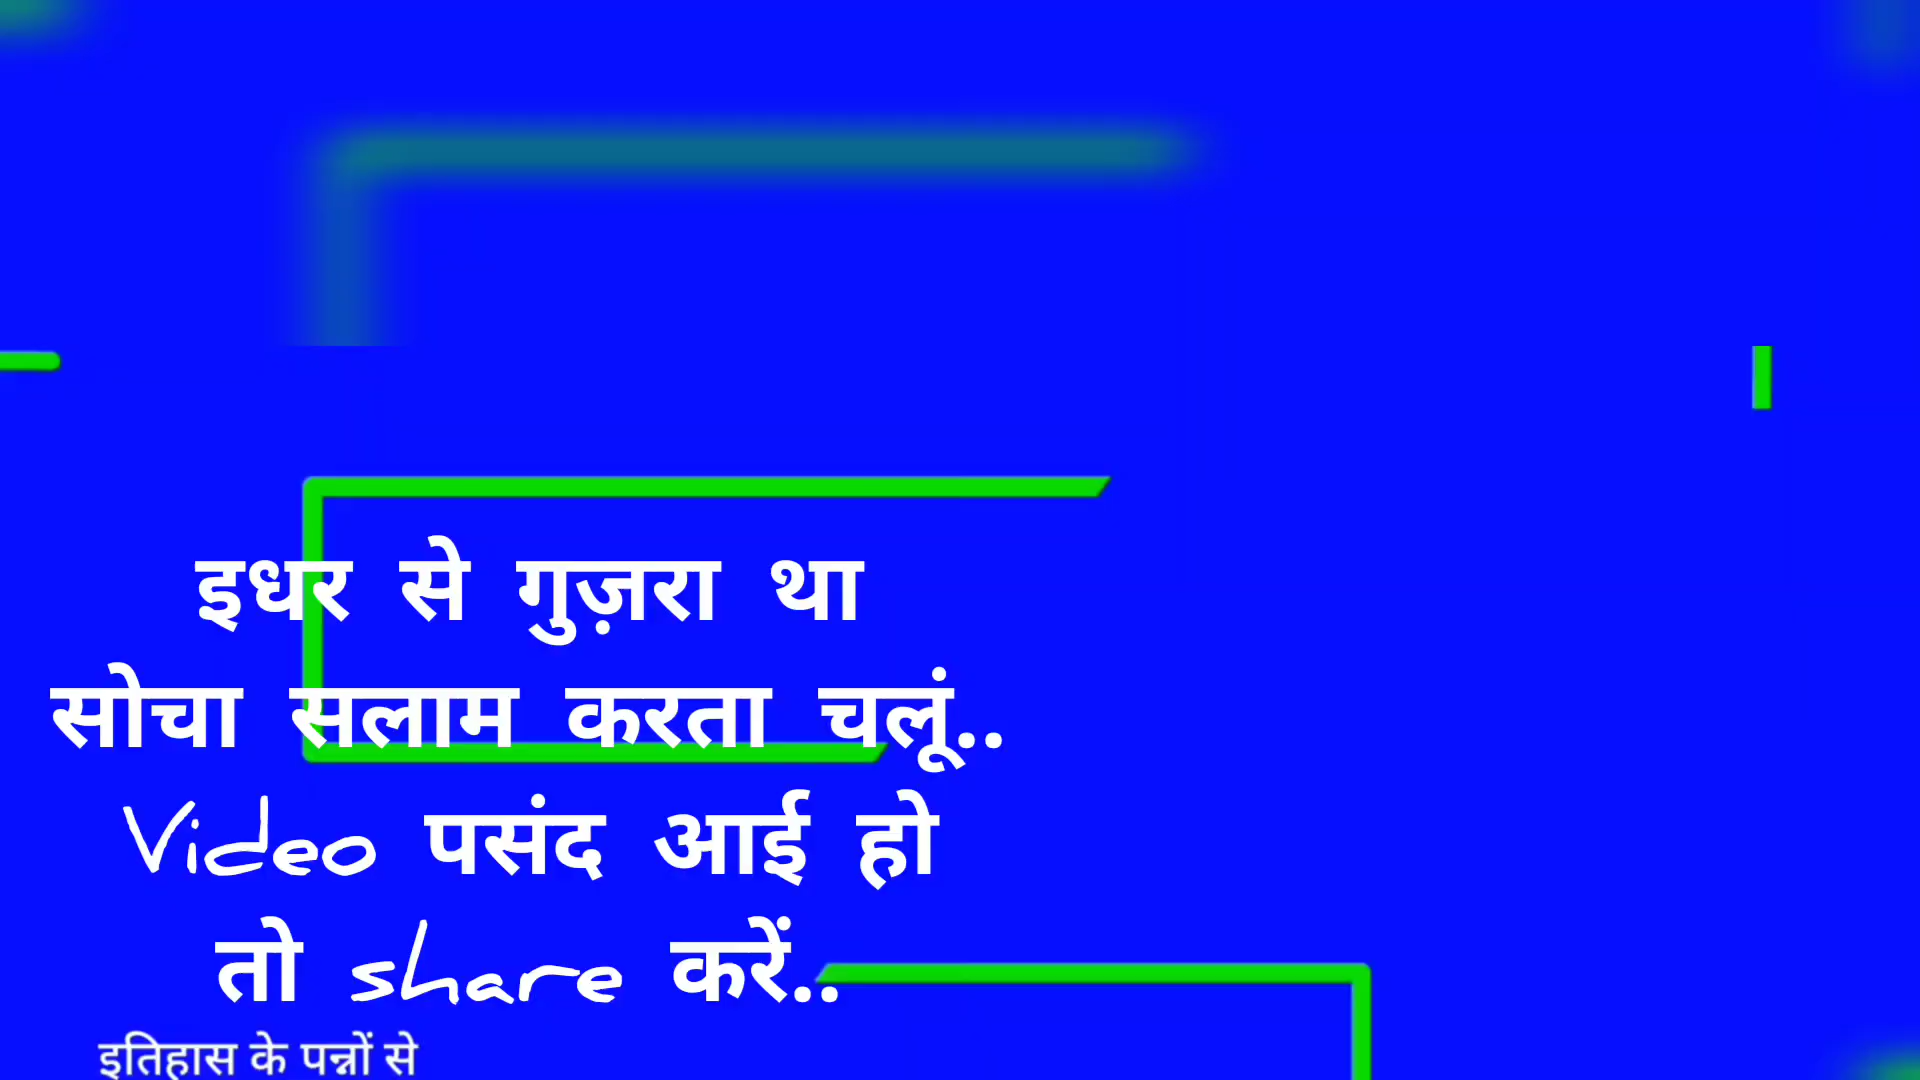 इधर से गुज़रा था
सोचा सलाम करता चलूं..
Video पसंद आई हो
तो share करें..
इतिहास के पन्नों से